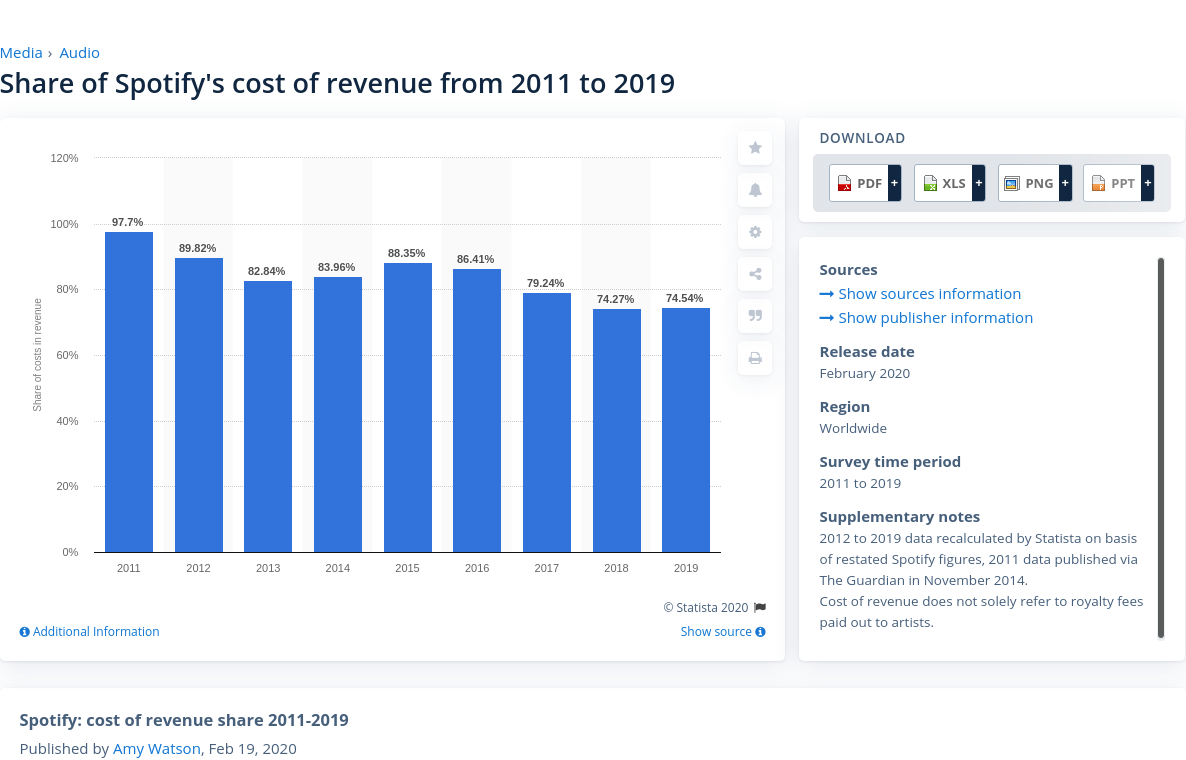 Media › Audio
Share of Spotify's cost of revenue from 2011 to 2019
120%
100%
80%
60%
40%
20%
0%
Share of costs in revenue
97.7%
89.82%
82.84%
83.96%
88.35%
86.41%
79.24%
74.27%
74.54%
2011 2012 2013 2014 2015 2016 2017 2018 2019
© Statista 2020
Additional Information
Show source
DOWNLOAD
PDF + XLS + PNG + PPT +
Sources
Show sources information
Show publisher information
Release date
February 2020
Region
Worldwide
Survey time period
2011 to 2019
Supplementary notes
2012 to 2019 data recalculated by Statista on basis
of restated Spotify figures, 2011 data published via
The Guardian in November 2014.
Cost of revenue does not solely refer to royalty fees
paid out to artists.
Spotify: cost of revenue share 2011-2019
Published by Amy Watson, Feb 19, 2020